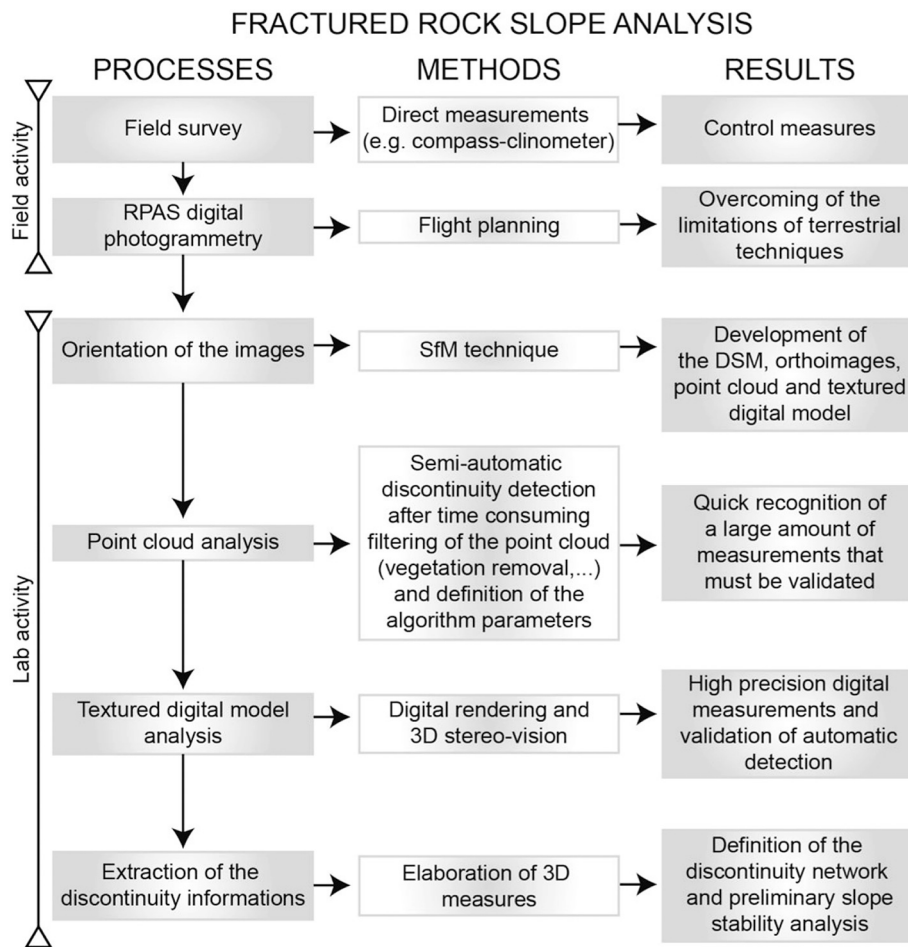 FRACTURED ROCK SLOPE ANALYSIS
PROCESSES
METHODS
RESULTS
Field activity
Field survey
Direct measurements
(e.g. compass-clinometer)
Control measures
RPAS digital
photogrammetry
Flight planning
Overcoming of the
limitations of terrestrial
techniques
Lab activity
Orientation of the images
SfM technique
Development of
the DSM, orthoimages,
point cloud and textured
digital model
Point cloud analysis
Semi-automatic
discontinuity detection
after time consuming
filtering of the point cloud
(vegetation removal,...)
and definition of the
algorithm parameters
Quick recognition of
a large amount of
measurements that
must be validated
Textured digital model
analysis
Digital rendering and
3D stereo-vision
High precision digital
measurements and
validation of automatic
detection
Extraction of the
discontinuity informations
Elaboration of 3D
measures
Definition of the
discontinuity network
and preliminary slope
stability analysis